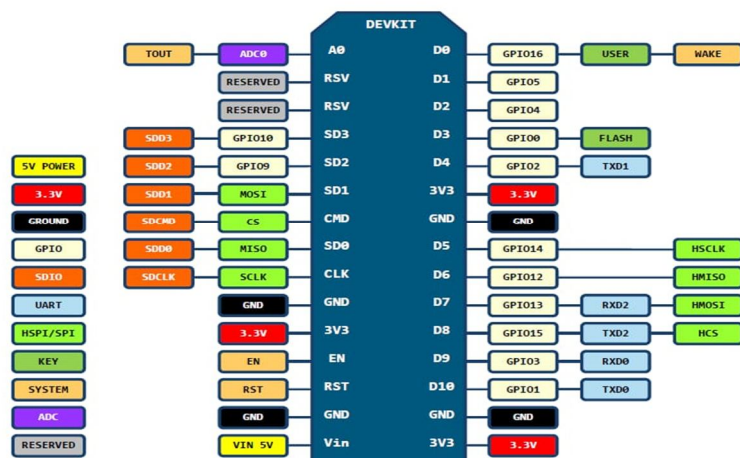 DEVKIT
TOUT ADC0 A0 D0 GPIO16 USER WAKE
RESERVED RSV D1 GPIO5
RESERVED RSV D2 GPIO4
SDD3 GPIO10 SD3 D3 GPIO0 FLASH
5V POWER SDD2 GPIO9 SD2 D4 GPIO2 TXD1
3.3V SDD1 MOSI SD1 3V3 3.3V
GROUND SDCMD CS CMD GND GND
GPIO SDD0 MISO SD0 D5 GPIO14 HSCLK
SDIO SDCLK SCLK CLK D6 GPIO12 HMISO
UART GND GND D7 GPIO13 RXD2 HMOSI
HSPI/SPI 3.3V 3V3 D8 GPIO15 TXD2 HCS
KEY EN EN D9 GPIO3 RXD0
SYSTEM RST RST D10 GPIO1 TXD0
ADC GND GND GND GND
RESERVED VIN 5V Vin 3V3 3.3V